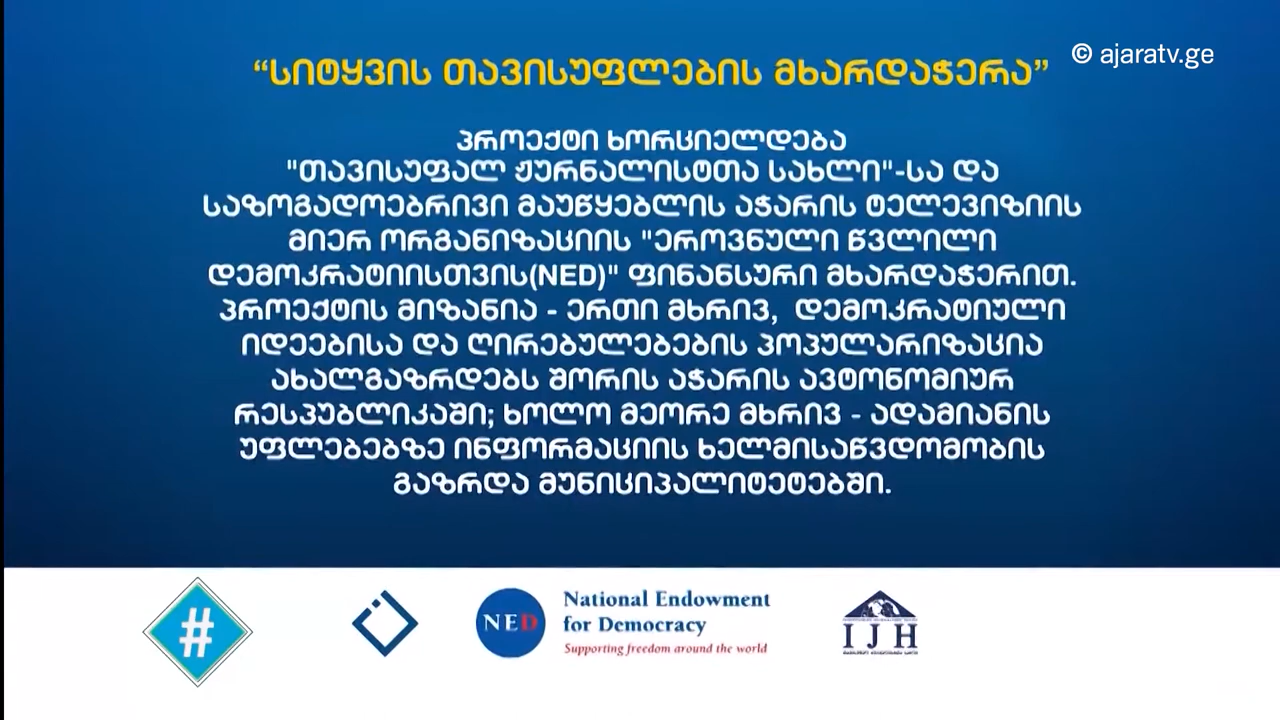 © ajaratv.ge
“სიტყვის თავისუფლების მხარდაჭერა”
პროექტი ხორციელდება
"თავისუფალ ჟურნალისტთა სახლი"-სა და
საზოგადოებრივი მაუწყებლის აჭარის ტელევიზიის
მიერ ორგანიზაციის "ეროვნული წვლილი
დემოკრატიისთვის(NED)" ფინანსური მხარდაჭერით.
პროექტის მიზანია - ერთი მხრივ, დემოკრატიული
იდეებისა და ღირებულებების პოპულარიზაცია
ახალგაზრდებს შორის აჭარის ავტონომიურ
რესპუბლიკაში; ხოლო მეორე მხრივ - ადამიანის
უფლებებზე ინფორმაციის ხელმისაწვდომობის
გაზრდა მუნიციპალიტეტებში.
#
NED
National Endowment
for Democracy
Supporting freedom around the world
IJH